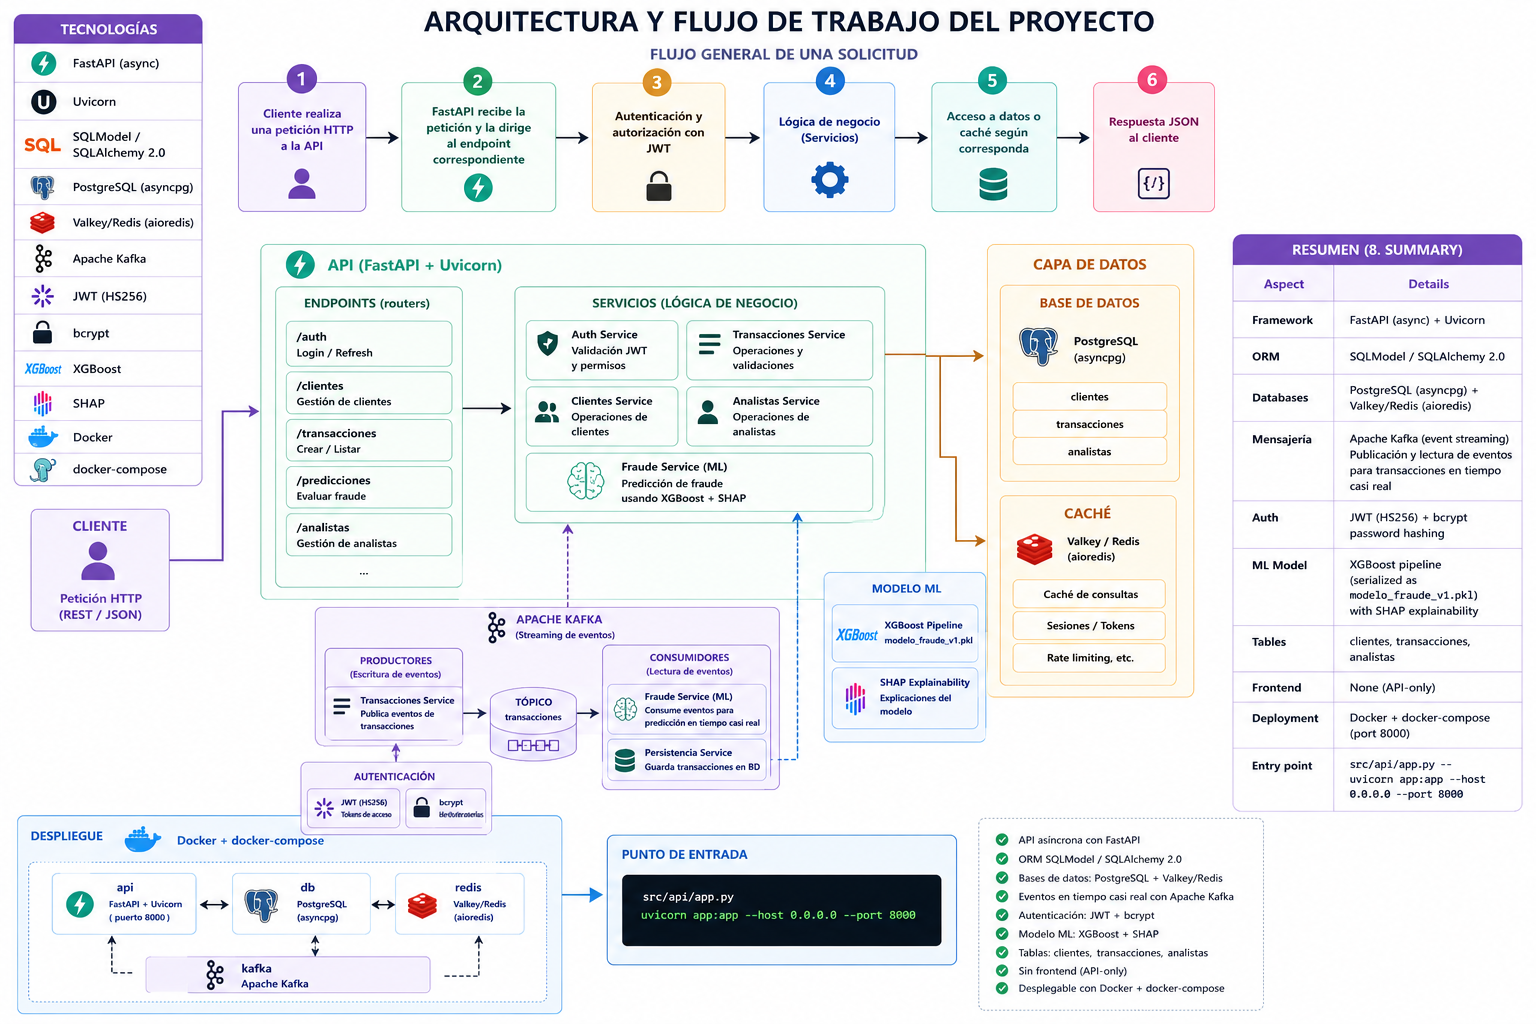 ARQUITECTURA Y FLUJO DE TRABAJO DEL PROYECTO
FLUJO GENERAL DE UNA SOLICITUD
TECNOLOGÍAS
FastAPI (async)
U
Uvicorn
SQL
SQLModel /
SQLAlchemy 2.0
PostgreSQL (asyncpg)
Valkey/Redis (aioredis)
Apache Kafka
JWT (HS256)
bcrypt
XGBoost
XGBoost
SHAP
Docker
docker-compose
1
Cliente realiza
una petición HTTP
a la API
2
FastAPI recibe la
petición y la dirige
al endpoint
correspondiente
3
Autenticación y
autorización con
JWT
4
Lógica de negocio
(Servicios)
5
Acceso a datos o
caché según
corresponda
6
Respuesta JSON
al cliente
{/}
CLIENTE
Petición HTTP
(REST / JSON)
API (FastAPI + Uvicorn)
ENDPOINTS (routers)
/auth
Login / Refresh
/clientes
Gestión de clientes
/transacciones
Crear / Listar
/predicciones
Evaluar fraude
/analistas
Gestión de analistas
...
SERVICIOS (LÓGICA DE NEGOCIO)
Auth Service
Validación JWT
y permisos
Transacciones Service
Operaciones y
validaciones
Clientes Service
Operaciones de
clientes
Analistas Service
Operaciones de
analistas
Fraude Service (ML)
Predicción de fraude
usando XGBoost + SHAP
CAPA DE DATOS
BASE DE DATOS
PostgreSQL
(asyncpg)
clientes
transacciones
analistas
CACHÉ
Valkey / Redis
(aioredis)
Caché de consultas
Sesiones / Tokens
Rate limiting, etc.
MODELO ML
XGBoost
XGBoost Pipeline
modelo_fraude_v1.pkl
SHAP Explainability
Explicaciones del
modelo
APACHE KAFKA
(Streaming de eventos)
PRODUCTORES
(Escritura de eventos)
Transacciones Service
Publica eventos de
transacciones
TÓPICO
transacciones
CONSUMIDORES
(Lectura de eventos)
Fraude Service (ML)
Consume eventos para
predicción en tiempo casi real
Persistencia Service
Guarda transacciones en BD
AUTENTICACIÓN
JWT (HS256)
Tokens de acceso
bcrypt
DESPLIEGUE
Docker + docker-compose
api
FastAPI + Uvicorn
( puerto 8000 )
db
PostgreSQL
(asyncpg)
redis
Valkey/Redis
(aioredis)
kafka
Apache Kafka
PUNTO DE ENTRADA
src/api/app.py
uvicorn app:app --host 0.0.0.0 --port 8000
RESUMEN (8. SUMMARY)
Aspect Details
Framework FastAPI (async) + Uvicorn
ORM SQLModel / SQLAlchemy 2.0
Databases PostgreSQL (asyncpg) +
Valkey/Redis (aioredis)
Mensajería Apache Kafka (event streaming)
Publicación y lectura de eventos
para transacciones en tiempo
casi real
Auth JWT (HS256) + bcrypt
password hashing
ML Model XGBoost pipeline
(serialized as
modelo_fraude_v1.pkl)
with SHAP explainability
Tables clientes, transacciones,
analistas
Frontend None (API-only)
Deployment Docker + docker-compose
(port 8000)
Entry point src/api/app.py --
uvicorn app:app --host
0.0.0.0 --port 8000
API asíncrona con FastAPI
ORM SQLModel / SQLAlchemy 2.0
Bases de datos: PostgreSQL + Valkey/Redis
Eventos en tiempo casi real con Apache Kafka
Autenticación: JWT + bcrypt
Modelo ML: XGBoost + SHAP
Tablas: clientes, transacciones, analistas
Sin frontend (API-only)
Desplegable con Docker + docker-compose